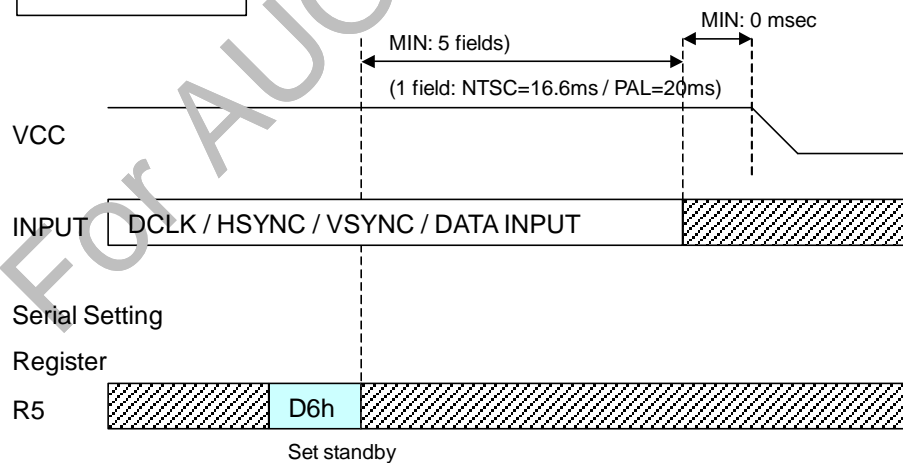 MIN: 0 msec
MIN: 5 fields)
(1 field: NTSC=16.6ms / PAL=20ms)
VCC
INPUT
DCLK / HSYNC / VSYNC / DATA INPUT
Serial Setting
Register
R5
D6h
Set standby
For AUO